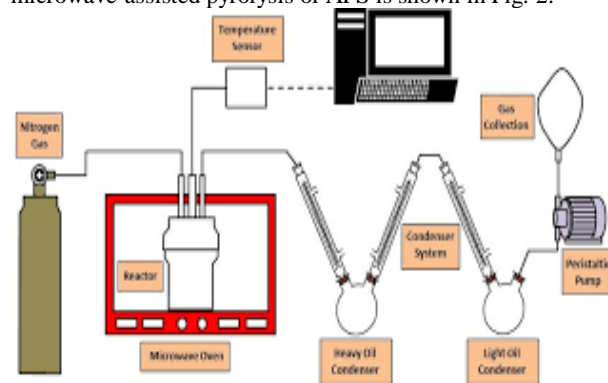 microwave-assisted pyrolysis of APS is shown in Fig. 2.
Temperature
Sensor
Nitrogen
Gas
Gas
Collection
Reactor
Condenser
System
Peristaltic
Pump
Microwave Oven
Heavy Oil
Condenser
Light Oil
Condenser